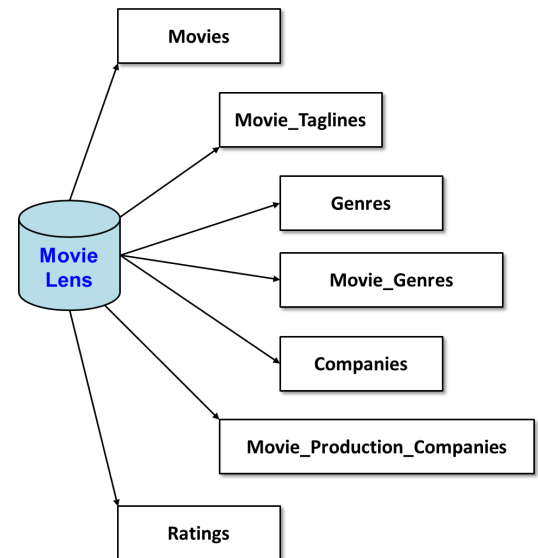 Movies
Movie_Taglines
Genres
Movie
Lens
Movie_Genres
Companies
Movie_Production_Companies
Ratings